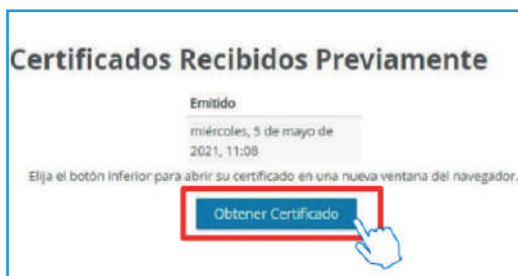 Certificados Recibidos Previamente
Emitido
miércoles, 5 de mayo de
2021, 11:08
Elija el botón inferior para abrir su certificado en una nueva ventana del navegador.
Obtener Certificado